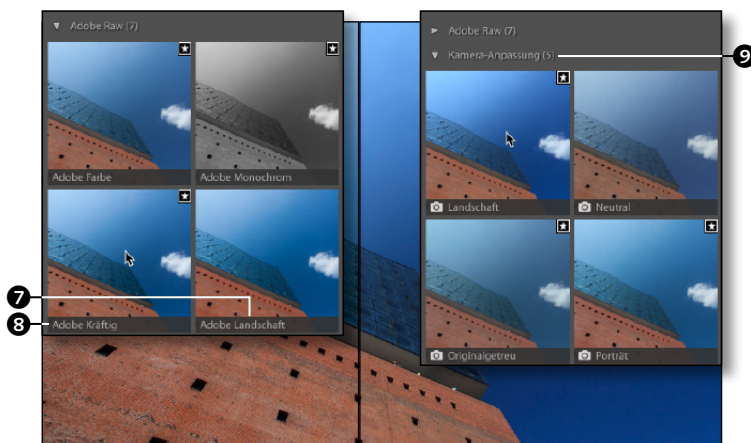 Adobe Raw (7)
Adobe Farbe
Adobe Monochrom
7
8
Adobe Kräftig
Adobe Landschaft
Adobe Raw (7)
Kamera-Anpassung (5)
9
Landschaft
Neutral
Originalgetreu
Porträt